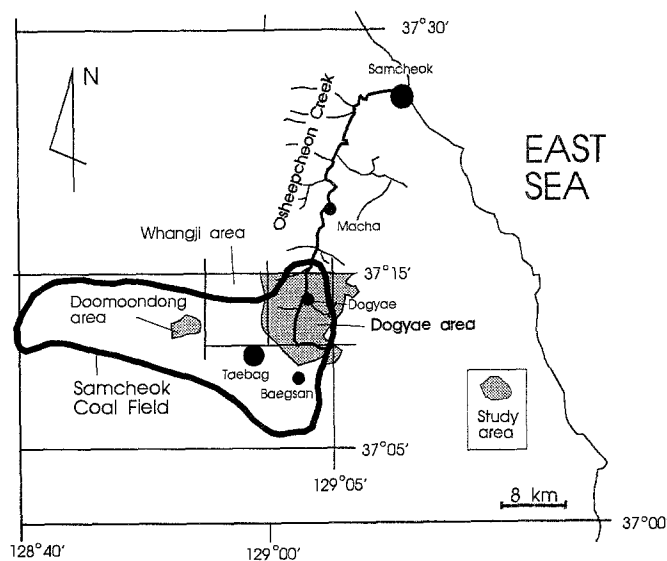 37°30′
N
Samcheok
Osheepcheon Creek
EAST
SEA
Macha
Whangji area
37°15′
Doomoondong
area
Dogyae
Dogyae area
Taebag
Baegsan
Samcheok
Coal Field
Study
area
37°05′
129°05′
8 km
37°00
128°40′
129°00′